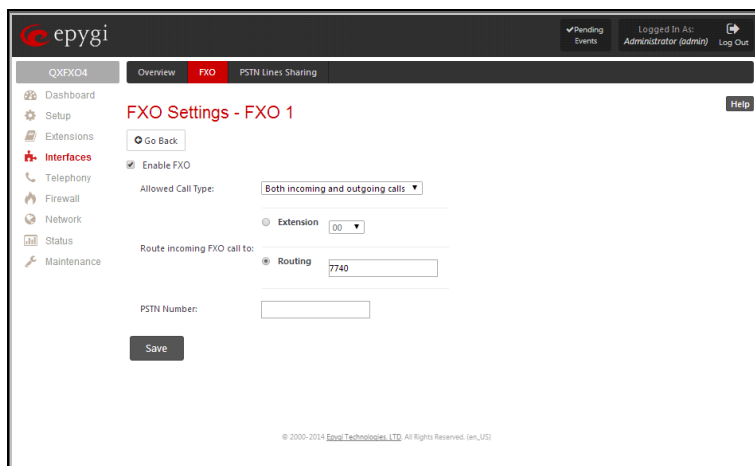 epygi
✔Pending Events
Logged In As: Administrator (admin)
Log Out
QXFXO4
Overview
FXO
PSTN Lines Sharing
Dashboard
Setup
Extensions
Interfaces
Telephony
Firewall
Network
Status
Maintenance
Help
FXO Settings - FXO 1
Go Back
Enable FXO
Allowed Call Type:
Both incoming and outgoing calls
Route incoming FXO call to:
Extension
00
Routing
7740
PSTN Number:
Save
© 2000-2014 Epygi Technologies, LTD. All Rights Reserved. (en_US)